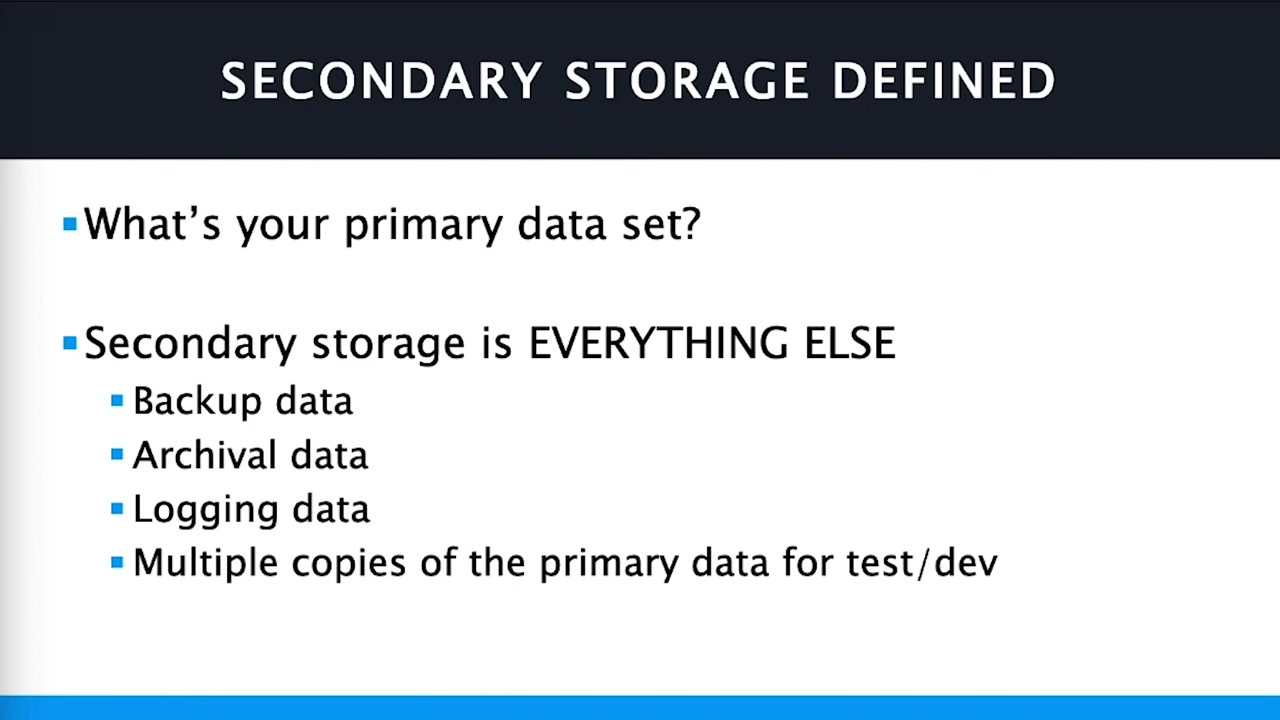 SECONDARY STORAGE DEFINED
What’s your primary data set?
Secondary storage is EVERYTHING ELSE
Backup data
Archival data
Logging data
Multiple copies of the primary data for test/dev